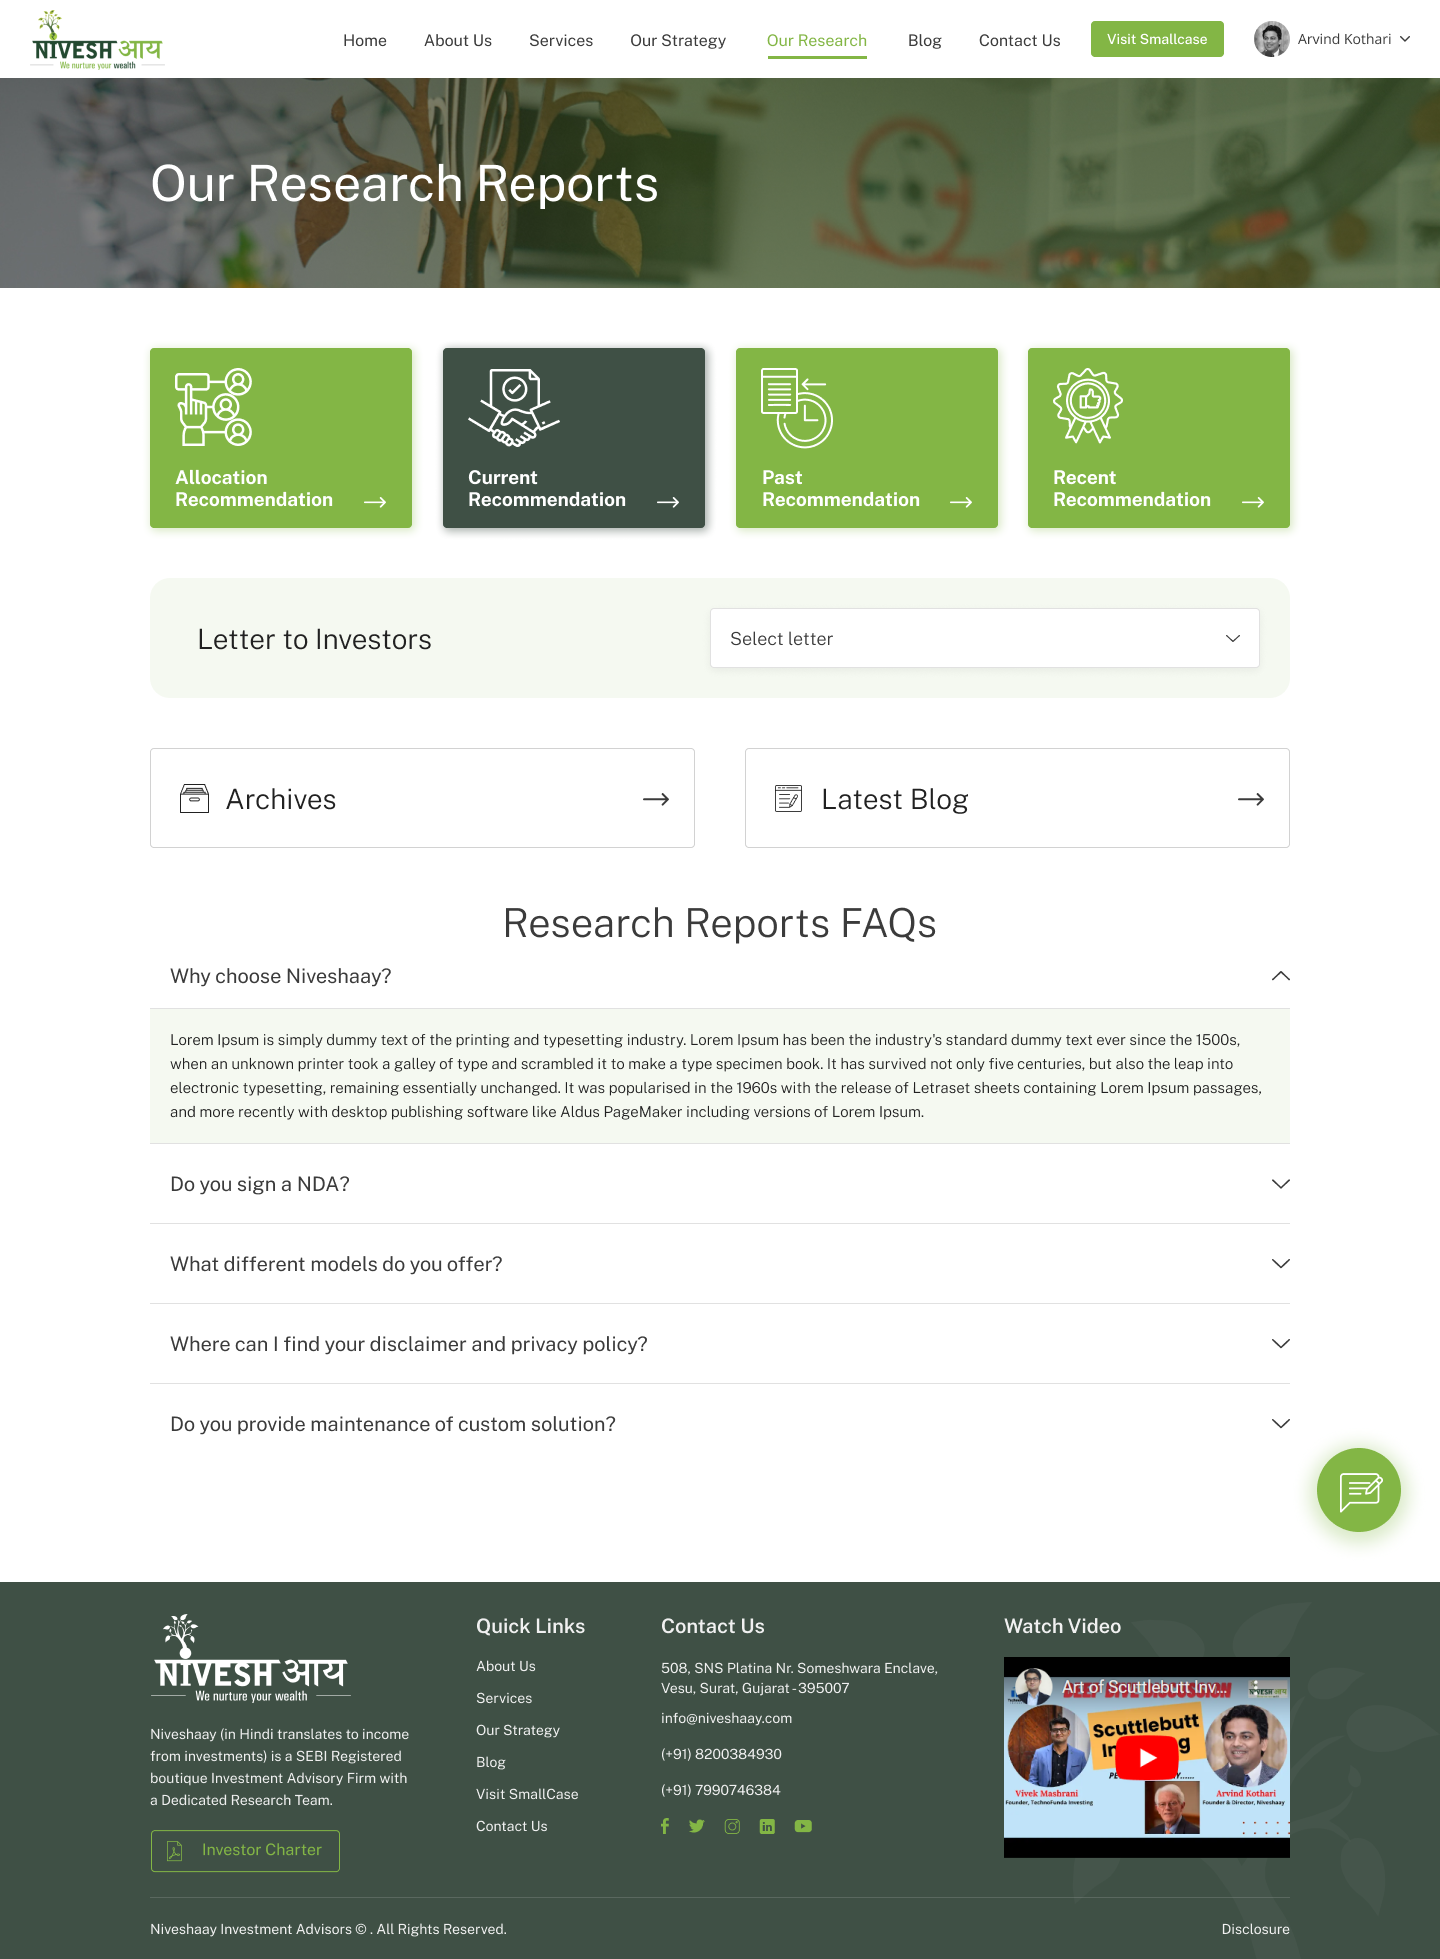 NIVESH आय
We nurture your wealth
Home
About Us
Services
Our Strategy
Our Research
Blog
Contact Us
Visit Smallcase
Arvind Kothari
Our Research Reports
Allocation
Recommendation
Current
Recommendation
Past
Recommendation
Recent
Recommendation
Letter to Investors
Select letter
Archives
Latest Blog
Research Reports FAQs
Why choose Niveshaay?
Lorem Ipsum is simply dummy text of the printing and typesetting industry. Lorem Ipsum has been the industry's standard dummy text ever since the 1500s,
when an unknown printer took a galley of type and scrambled it to make a type specimen book. It has survived not only five centuries, but also the leap into
electronic typesetting, remaining essentially unchanged. It was popularised in the 1960s with the release of Letraset sheets containing Lorem Ipsum passages,
and more recently with desktop publishing software like Aldus PageMaker including versions of Lorem Ipsum.
Do you sign a NDA?
What different models do you offer?
Where can I find your disclaimer and privacy policy?
Do you provide maintenance of custom solution?
NIVESH आय
We nurture your wealth
Niveshaay (in Hindi translates to income
from investments) is a SEBI Registered
boutique Investment Advisory Firm with
a Dedicated Research Team.
Investor Charter
Quick Links
About Us
Services
Our Strategy
Blog
Visit SmallCase
Contact Us
Contact Us
508, SNS Platina Nr. Someshwara Enclave,
Vesu, Surat, Gujarat - 395007
info@niveshaay.com
(+91) 8200384930
(+91) 7990746384
Watch Video
Art of Scuttlebutt Inv...
DEEP DIVE DISCUSSION
Scuttlebutt
Vivek Mashrani
Founder, TechnoFunda Investing
Arvind Kothari
Founder & Director, Niveshaay
Niveshaay Investment Advisors © . All Rights Reserved.
Disclosure